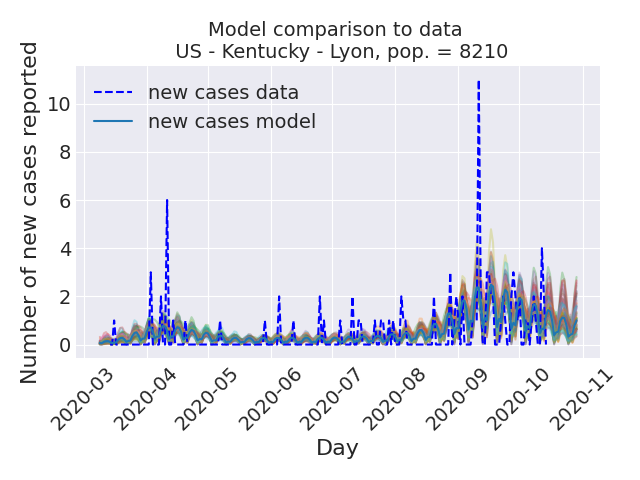 Model comparison to data
US - Kentucky - Lyon, pop. = 8210
new cases data
new cases model
Number of new cases reported
10
8
6
4
2
0
2020-03
2020-04
2020-05
2020-06
2020-07
2020-08
2020-09
2020-10
2020-11
Day